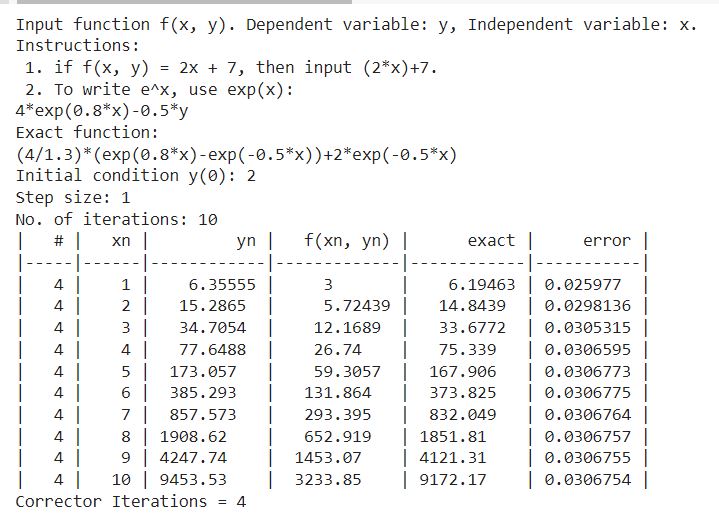 Input function f(x, y). Dependent variable: y, Independent variable: x.
Instructions:
 1. if f(x, y) = 2x + 7, then input (2*x)+7.
 2. To write e^x, use exp(x):
4*exp(0.8*x)-0.5*y
Exact function:
(4/1.3)*(exp(0.8*x)-exp(-0.5*x))+2*exp(-0.5*x)
Initial condition y(0): 2
Step size: 1
No. of iterations: 10
|   # |   xn |         yn |   f(xn, yn) |      exact |     error |
|-----|------|------------|-------------|------------|-----------|
|   4 |    1 |    6.35555 |     3       |    6.19463 | 0.025977  |
|   4 |    2 |   15.2865  |     5.72439 |   14.8439  | 0.0298136 |
|   4 |    3 |   34.7054  |    12.1689  |   33.6772  | 0.0305315 |
|   4 |    4 |   77.6488  |    26.74    |   75.339   | 0.0306595 |
|   4 |    5 |  173.057   |    59.3057  |  167.906   | 0.0306773 |
|   4 |    6 |  385.293   |   131.864   |  373.825   | 0.0306775 |
|   4 |    7 |  857.573   |   293.395   |  832.049   | 0.0306764 |
|   4 |    8 | 1908.62    |   652.919   | 1851.81    | 0.0306757 |
|   4 |    9 | 4247.74    |  1453.07    | 4121.31    | 0.0306755 |
|   4 |   10 | 9453.53    |  3233.85    | 9172.17    | 0.0306754 |
Corrector Iterations = 4